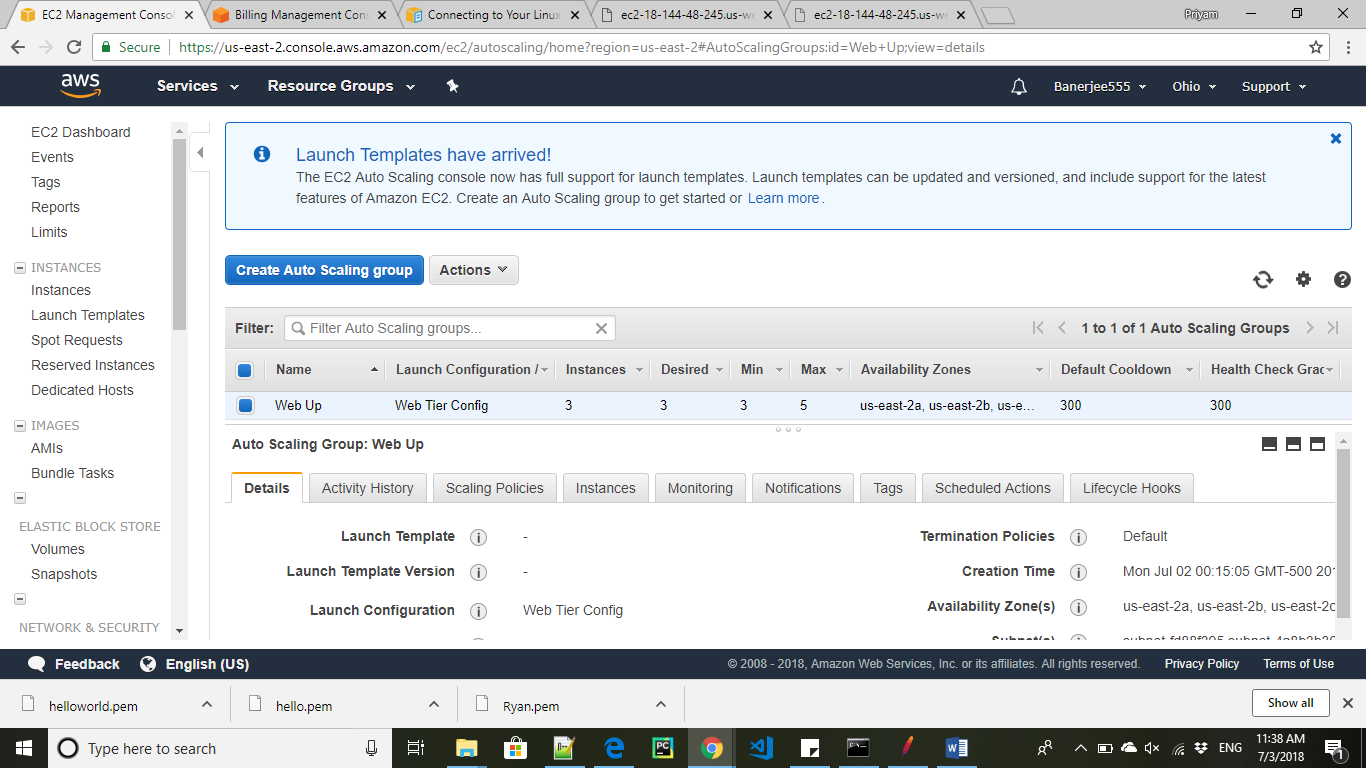 EC2 Management Consol
Billing Management Cons
Connecting to Your Linux
ec2-18-144-48-245.us-we
ec2-18-144-48-245.us-we
Priyam
Secure
https://us-east-2.console.aws.amazon.com/ec2/autoscaling/home?region=us-east-2#AutoScalingGroups:id=Web+Up;view=details
aws Services Resource Groups Banerjee555 Ohio Support
EC2 Dashboard
Events
Tags
Reports
Limits
INSTANCES
Instances
Launch Templates
Spot Requests
Reserved Instances
Dedicated Hosts
IMAGES
AMIs
Bundle Tasks
ELASTIC BLOCK STORE
Volumes
Snapshots
NETWORK & SECURITY
Launch Templates have arrived!
The EC2 Auto Scaling console now has full support for launch templates. Launch templates can be updated and versioned, and include support for the latest
features of Amazon EC2. Create an Auto Scaling group to get started or Learn more.
Create Auto Scaling group Actions
Filter: Filter Auto Scaling groups... 1 to 1 of 1 Auto Scaling Groups
Name Launch Configuration / Instances Desired Min Max Availability Zones Default Cooldown Health Check Grac
Web Up Web Tier Config 3 3 3 5 us-east-2a, us-east-2b, us-e... 300 300
Auto Scaling Group: Web Up
Details Activity History Scaling Policies Instances Monitoring Notifications Tags Scheduled Actions Lifecycle Hooks
Launch Template -
Launch Template Version -
Launch Configuration Web Tier Config
Termination Policies Default
Creation Time Mon Jul 02 00:15:05 GMT-500 201
Availability Zone(s) us-east-2a, us-east-2b, us-east-2c
Subnet(s)
Feedback English (US) © 2008 - 2018, Amazon Web Services, Inc. or its affiliates. All rights reserved. Privacy Policy Terms of Use
helloworld.pem hello.pem Ryan.pem Show all
Type here to search
ENG
11:38 AM
7/3/2018
1